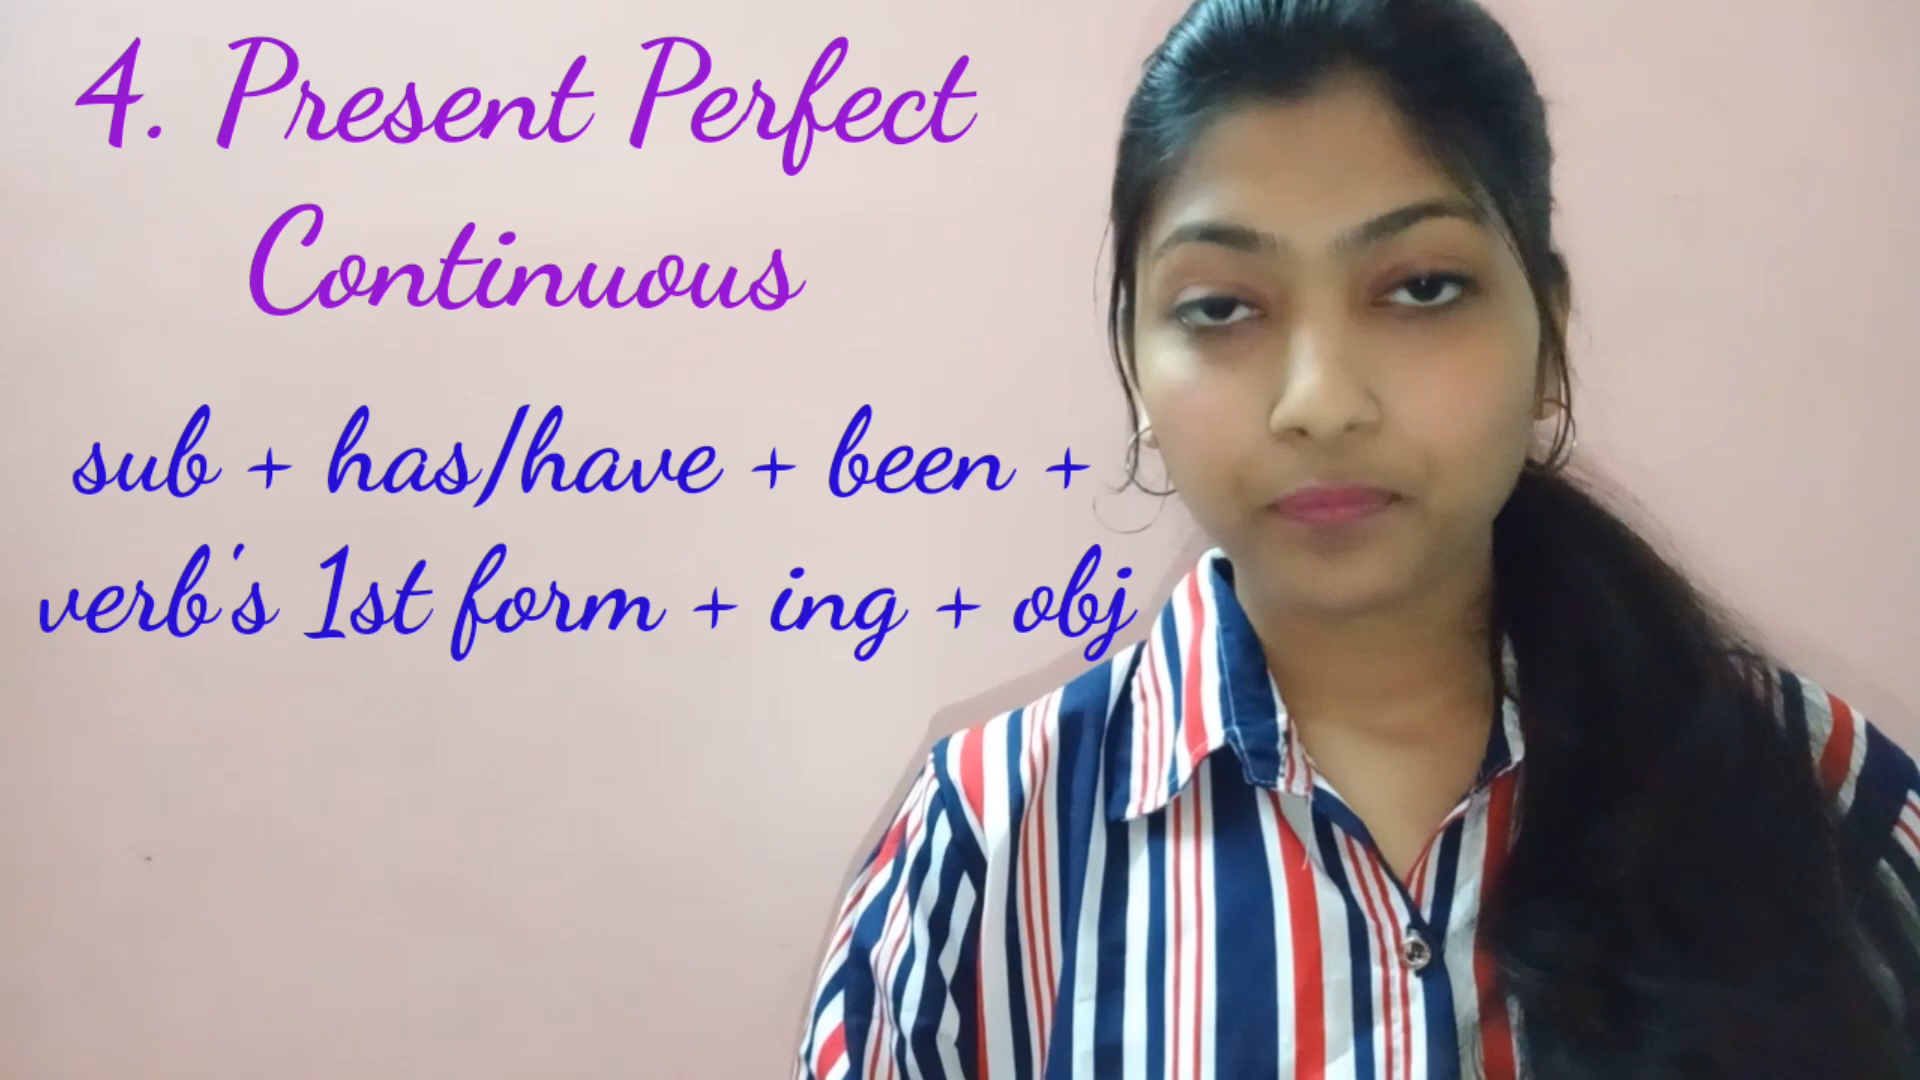 4. Present Perfect
Continuous
sub + has/have + been +
verb's 1st form + ing + obj